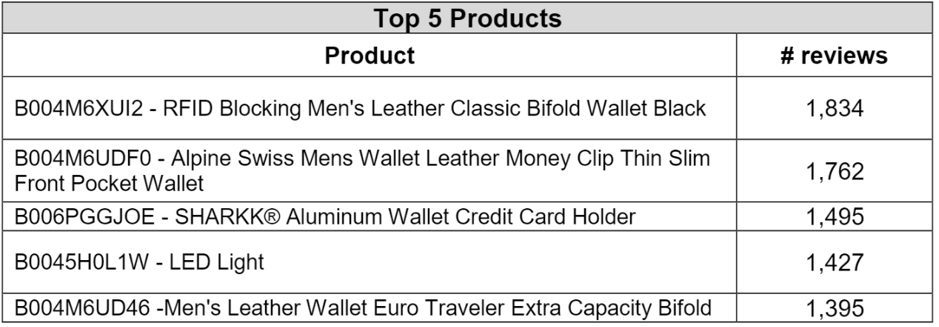 Top 5 Products
Product # reviews
B004M6XUI2 - RFID Blocking Men's Leather Classic Bifold Wallet Black 1,834
B004M6UDF0 - Alpine Swiss Mens Wallet Leather Money Clip Thin Slim
Front Pocket Wallet 1,762
B006PGGJOE - SHARKK® Aluminum Wallet Credit Card Holder 1,495
B0045H0L1W - LED Light 1,427
B004M6UD46 -Men's Leather Wallet Euro Traveler Extra Capacity Bifold 1,395